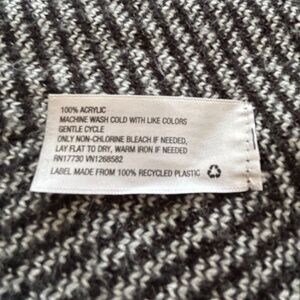 100% ACRYLIC
MACHINE WASH COLD WITH LIKE COLORS
GENTLE CYCLE
ONLY NON-CHLORINE BLEACH IF NEEDED,
LAY FLAT TO DRY, WARM IRON IF NEEDED
RN17730 VN1268582
LABEL MADE FROM 100% RECYCLED PLASTIC